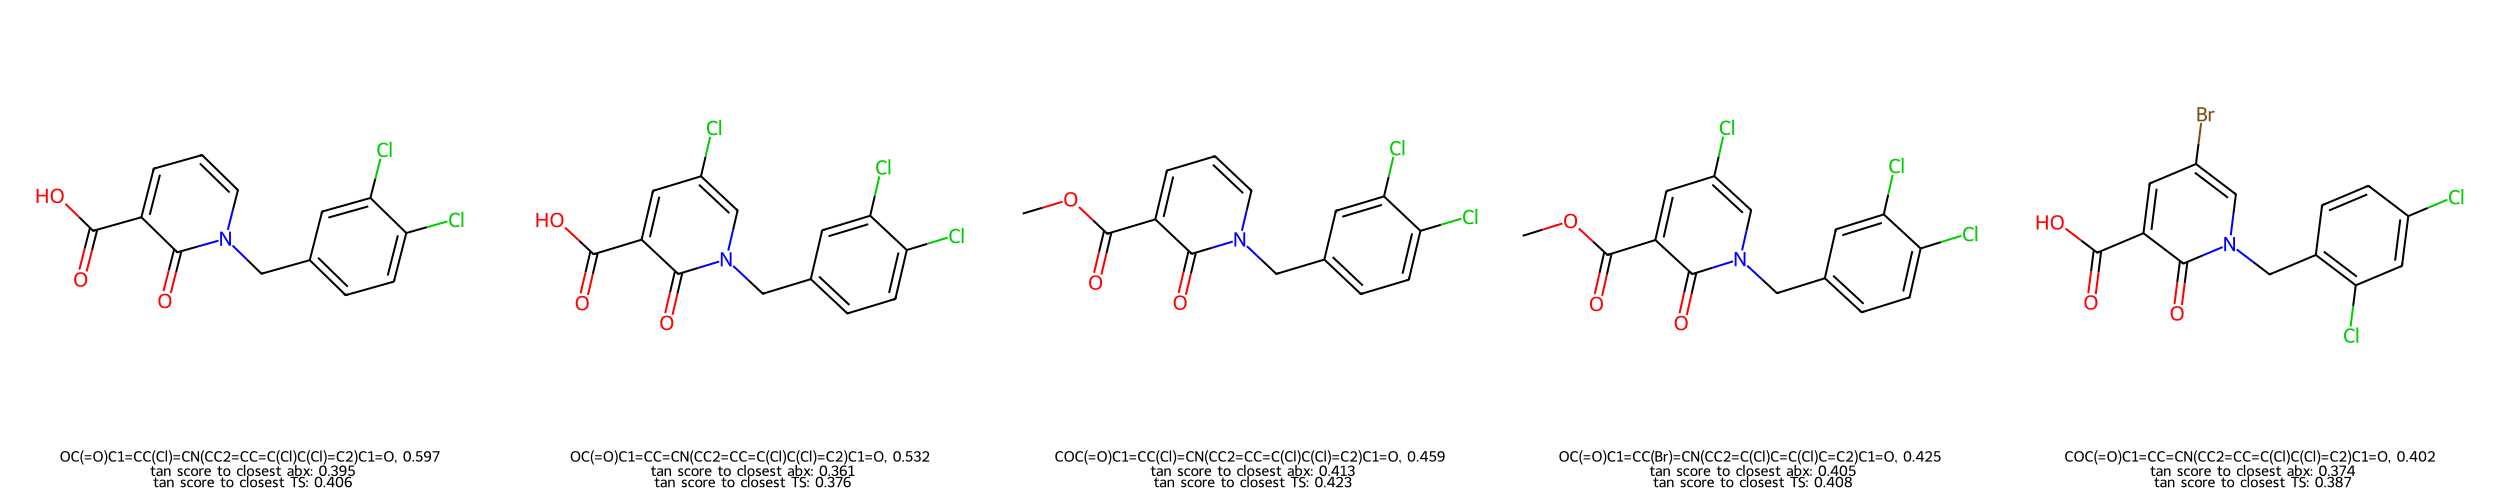 Cl
Cl
HO
N
O
O
Cl
Cl
Cl
HO
N
O
O
Cl
Cl
O
N
O
O
Cl
Cl
Cl
O
N
O
O
Br
Cl
HO
N
O
O
Cl
OC(=O)C1=CC(Cl)=CN(CC2=CC=C(Cl)C(Cl)=C2)C1=O, 0.597
tan score to closest abx: 0.395
tan score to closest TS: 0.406
OC(=O)C1=CC=CN(CC2=CC=C(Cl)C(Cl)=C2)C1=O, 0.532
tan score to closest abx: 0.361
tan score to closest TS: 0.376
COC(=O)C1=CC(Cl)=CN(CC2=CC=C(Cl)C(Cl)=C2)C1=O, 0.459
tan score to closest abx: 0.413
tan score to closest TS: 0.423
OC(=O)C1=CC(Br)=CN(CC2=C(Cl)C=C(Cl)C=C2)C1=O, 0.425
tan score to closest abx: 0.405
tan score to closest TS: 0.408
COC(=O)C1=CC=CN(CC2=CC=C(Cl)C(Cl)=C2)C1=O, 0.402
tan score to closest abx: 0.374
tan score to closest TS: 0.387